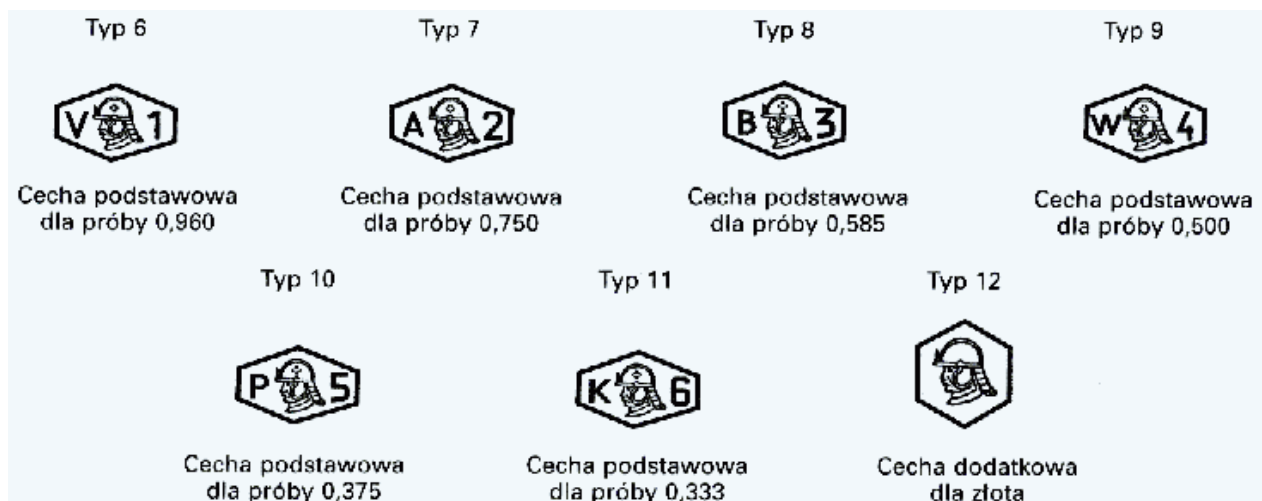 Typ 6 Typ 7 Typ 8 Typ 9
V 1 A 2 B 3 W 4
Cecha podstawowa Cecha podstawowa Cecha podstawowa Cecha podstawowa
dla próby 0,960 dla próby 0,750 dla próby 0,585 dla próby 0,500
Typ 10 Typ 11 Typ 12
P 5 K 6
Cecha podstawowa Cecha podstawowa Cecha dodatkowa
dla próby 0,375 dla próby 0,333 dla złota